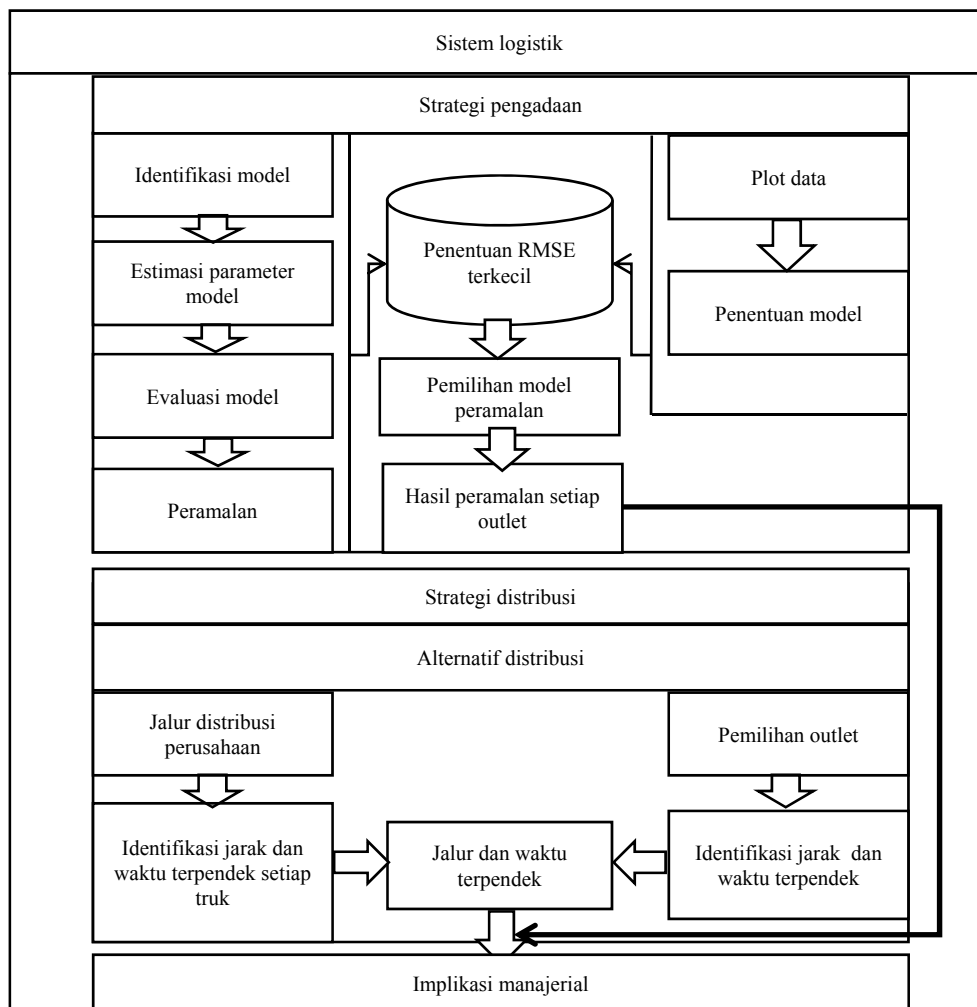 Sistem logistik
Strategi pengadaan
Identifikasi model
Estimasi parameter
model
Evaluasi model
Peramalan
Penentuan RMSE
terkecil
Pemilihan model
peramalan
Hasil peramalan setiap
outlet
Plot data
Penentuan model
Strategi distribusi
Alternatif distribusi
Jalur distribusi
perusahaan
Identifikasi jarak dan
waktu terpendek setiap
truk
Jalur dan waktu
terpendek
Pemilihan outlet
Identifikasi jarak dan
waktu terpendek
Implikasi manajerial